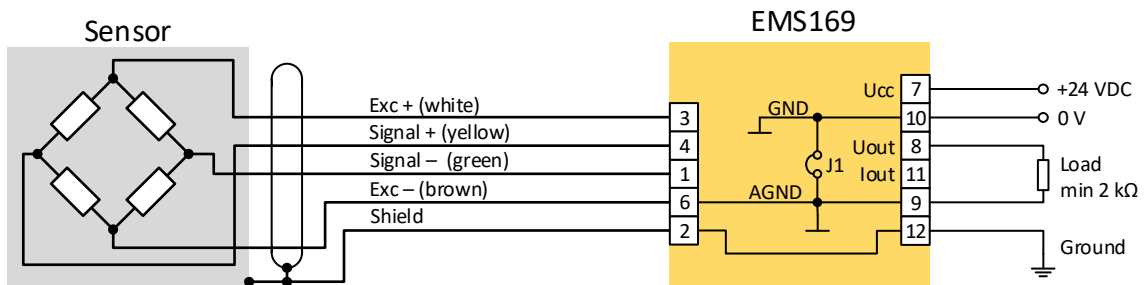 Sensor
EMS169
Exc + (white)
Signal + (yellow)
Signal – (green)
Exc – (brown)
Shield
3
4
1
6
2
GND
J1
AGND
Ucc
Uout
Iout
7
10
8
11
9
12
+24 VDC
0 V
Load
min 2 kΩ
Ground